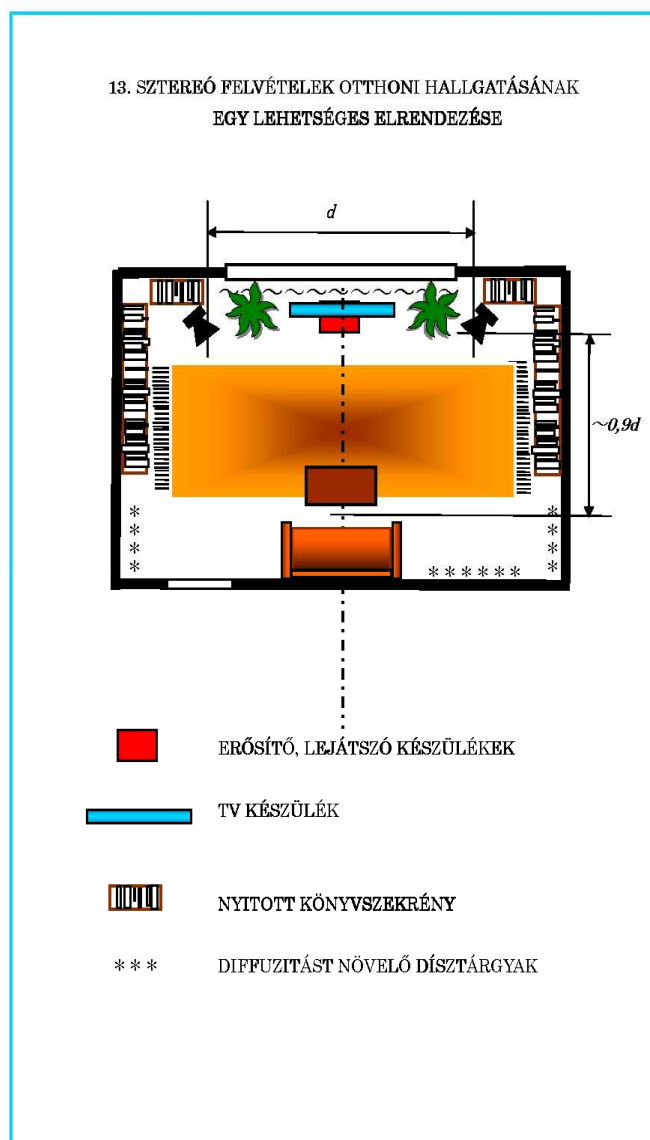 13. SZTEREÓ FELVÉTELEK OTTHONI HALLGATÁSÁNAK
EGY LEHETSÉGES ELRENDEZÉSE
d
~0,9d
ERŐSÍTŐ, LEJÁTSZÓ KÉSZÜLÉKEK
TV KÉSZÜLÉK
NYITOTT KÖNYVSZEKRÉNY
* * * DIFFUZITÁST NÖVELŐ DÍSZTÁRGYAK